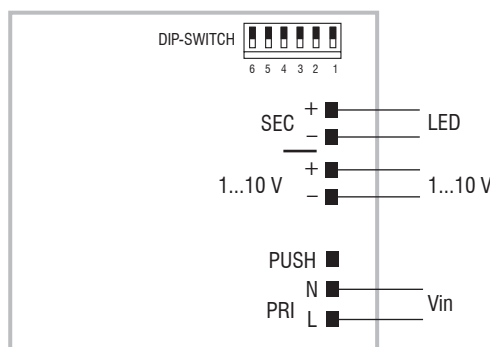 DIP-SWITCH
6 5 4 3 2 1
+
SEC LED
−
+
1...10 V 1...10 V
−
PUSH
N
PRI Vin
L